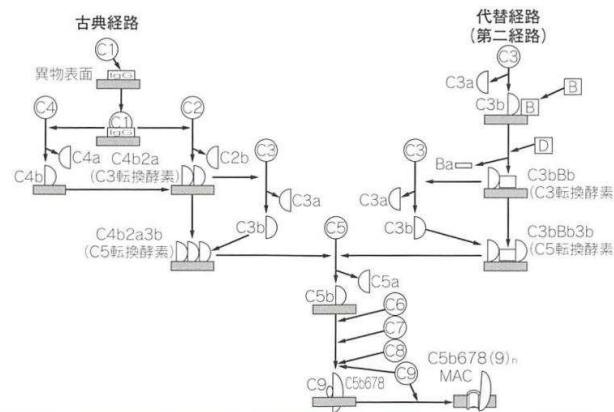 古典経路
代替経路
(第二経路)
C1
IgG
異物表面
C3
C3a
C3b
B
B
C4
C1
IgG
C2
C4a
C4b
C4b2a
(C3転換酵素)
C2b
C3
C3a
C3b
C3
C3a
C3b
D
Ba
C3bBb
(C3転換酵素)
C4b2a3b
(C5転換酵素)
C5
C3bBb3b
(C5転換酵素)
C5a
C5b
C6
C7
C8
C9
C9
C5b678
C5b678(9)n
MAC